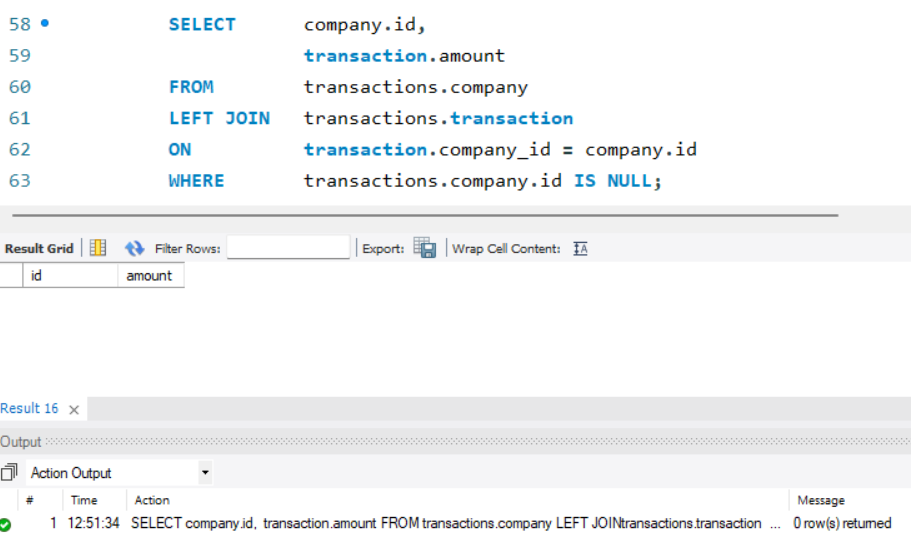 58 SELECT company.id,
59 transaction.amount
60 FROM transactions.company
61 LEFT JOIN transactions.transaction
62 ON transaction.company_id = company.id
63 WHERE transactions.company.id IS NULL;
Result Grid Filter Rows: Export: Wrap Cell Content: IA
id amount
Result 16 ×
Output
Action Output
# Time Action Message
1 12:51:34 SELECT company.id, transaction.amount FROM transactions.company LEFT JOINtransactions.transaction ... 0 row(s) returned